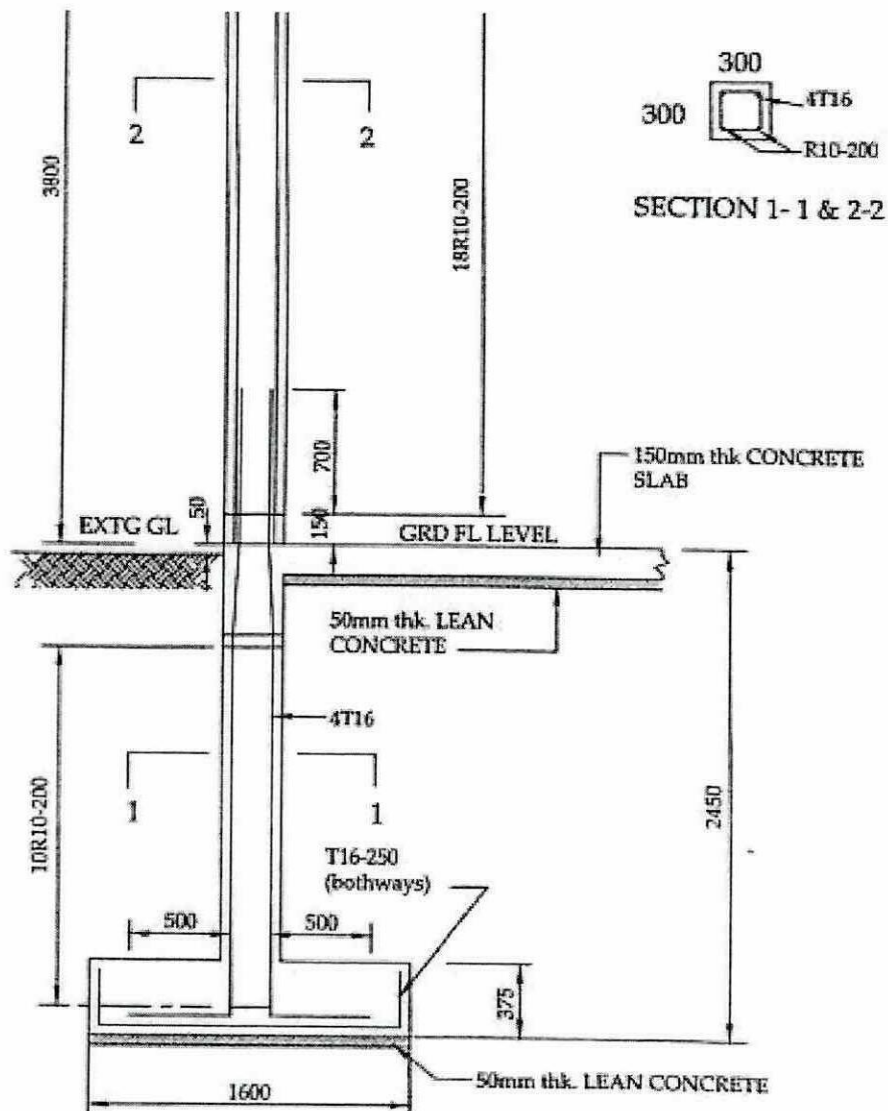 300
300
4T16
R10-200
SECTION 1- 1 & 2-2
2
2
3800
18R10-200
700
150mm thk CONCRETE
SLAB
50
EXTG GL
150
GRD FL LEVEL
50mm thk. LEAN
CONCRETE
4T16
1
1
10R10-200
2450
T16-250
(bothways)
500
500
375
50mm thk. LEAN CONCRETE
1600